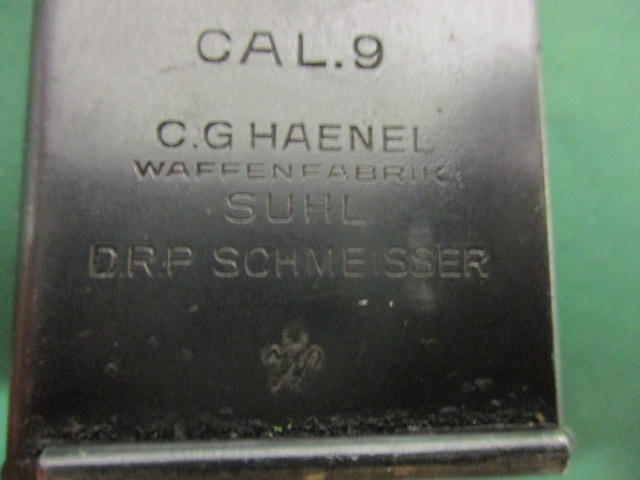 CAL.9
C.G HAENEL
WAFFENFABRIK
SUHL
D.R.P SCHMEISSER